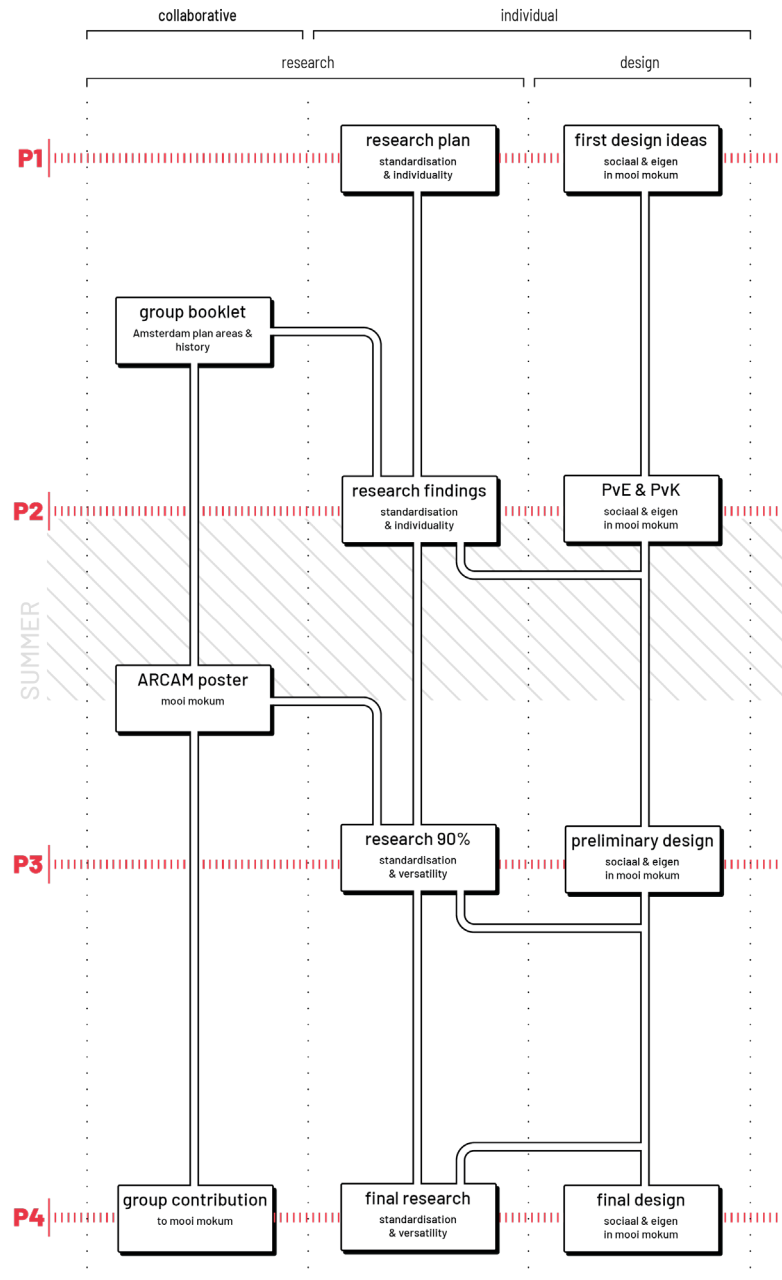 collaborative
individual
research
design
P1
research plan
standardisation
& individuality
first design ideas
sociaal & eigen
in mooi mokum
group booklet
Amsterdam plan areas &
history
P2
research findings
standardisation
& individuality
PvE & PvK
sociaal & eigen
in mooi mokum
SUMMER
ARCAM poster
mooi mokum
P3
research 90%
standardisation
& versatility
preliminary design
sociaal & eigen
in mooi mokum
P4
group contribution
to mooi mokum
final research
standardisation
& versatility
final design
sociaal & eigen
in mooi mokum